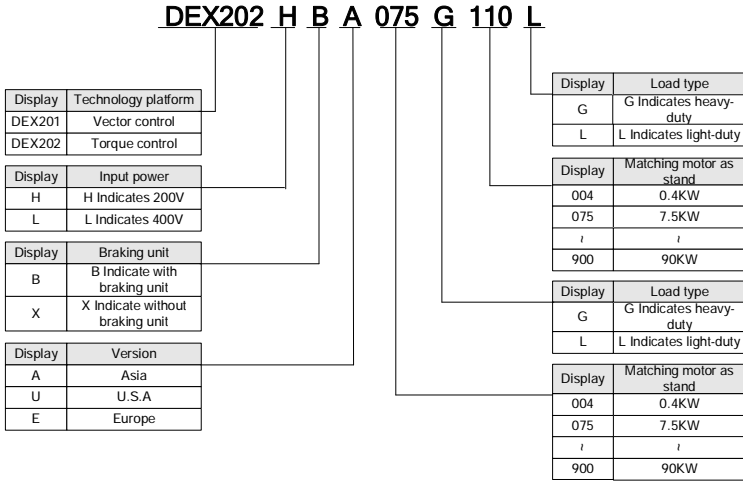 DEX202 H B A 075 G 110 L
Display Technology platform
DEX201 Vector control
DEX202 Torque control
Display Input power
H H Indicates 200V
L L Indicates 400V
Display Braking unit
B B Indicate with
braking unit
X X Indicate without
braking unit
Display Version
A Asia
U U.S.A
E Europe
Display Load type
G G Indicates heavy-
duty
L L Indicates light-duty
Display Matching motor as
stand
004 0.4KW
075 7.5KW
~ ~
900 90KW
Display Load type
G G Indicates heavy-
duty
L L Indicates light-duty
Display Matching motor as
stand
004 0.4KW
075 7.5KW
~ ~
900 90KW